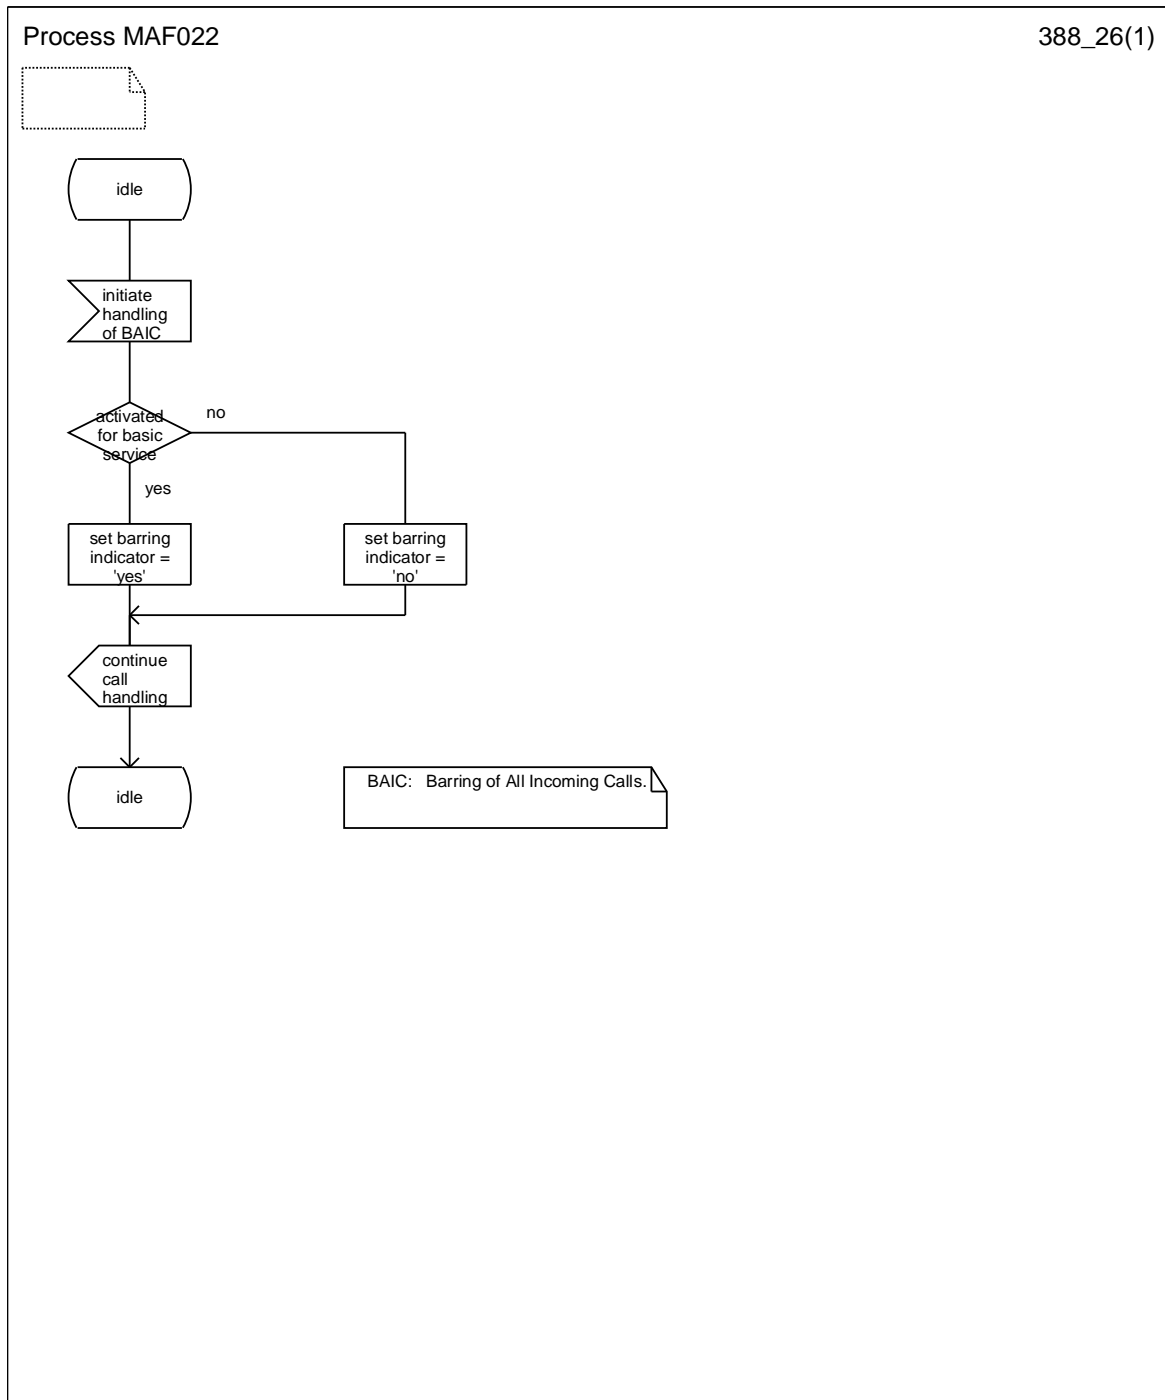 Process MAF022
388_26(1)
idle
initiate
handling
of BAIC
activated
for basic
service
no
yes
set barring
indicator =
'yes'
set barring
indicator =
'no'
continue
call
handling
idle
BAIC: Barring of All Incoming Calls.